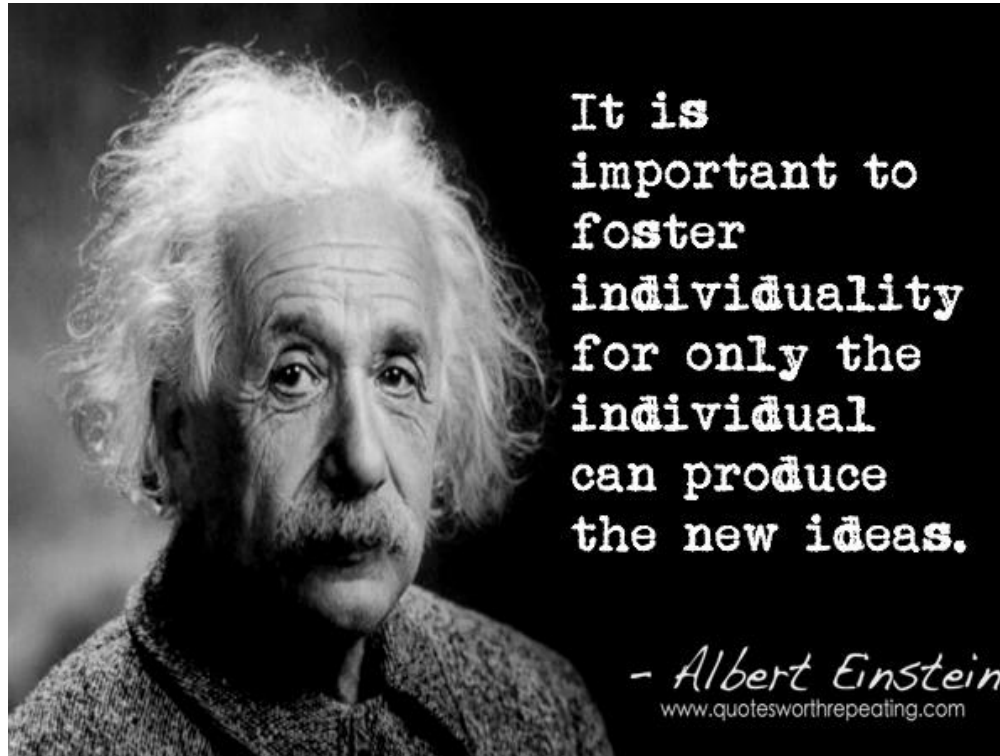 It is
important to
foster
individuality
for only the
individual
can produce
the new ideas.
- Albert Einstein
www.quotesworthrepeating.com